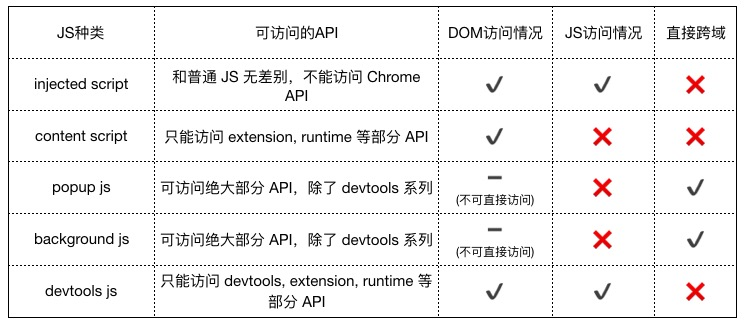 JS种类 可访问的API DOM访问情况 JS访问情况 直接跨域
injected script 和普通 JS 无差别，不能访问 Chrome API ✔ ✔ ❌
content script 只能访问 extension, runtime 等部分 API ✔ ❌ ❌
popup js 可访问绝大部分 API，除了 devtools 系列 ➖ (不可直接访问) ❌ ✔
background js 可访问绝大部分 API，除了 devtools 系列 ➖ (不可直接访问) ❌ ✔
devtools js 只能访问 devtools, extension, runtime 等部分 API ✔ ✔ ❌